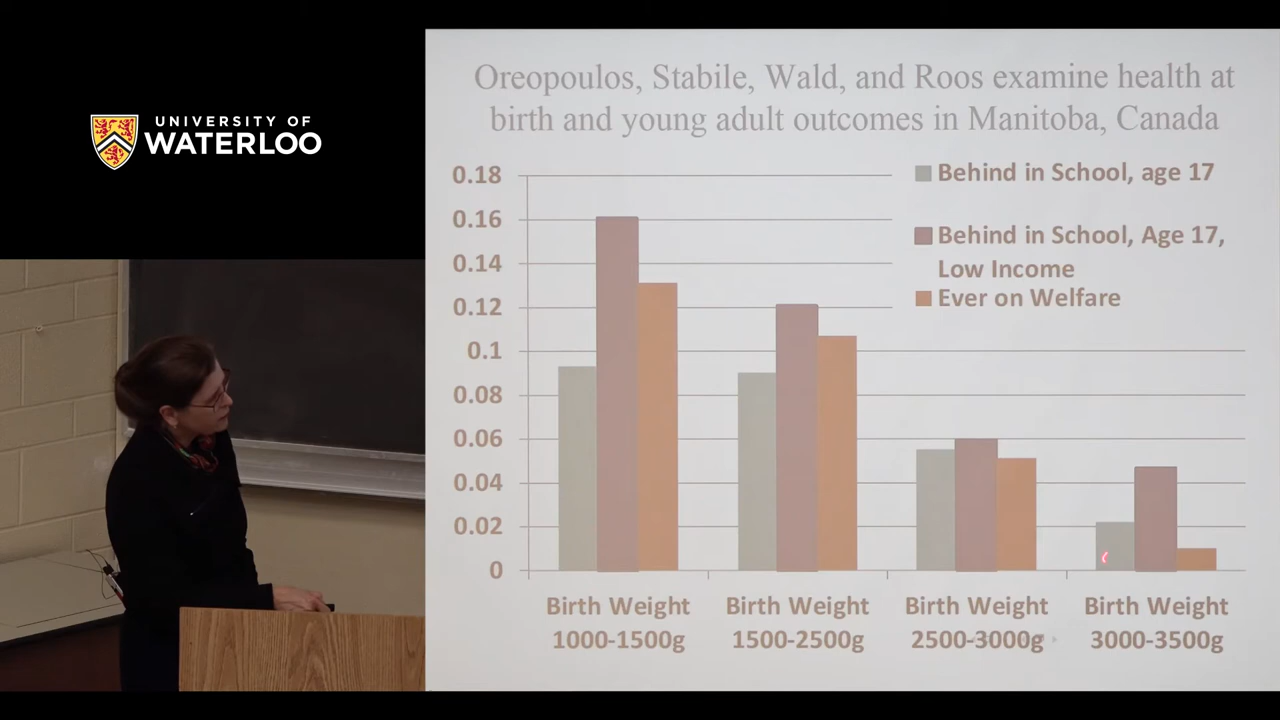 UNIVERSITY OF
WATERLOO
Oreopoulos, Stabile, Wald, and Roos examine health at
birth and young adult outcomes in Manitoba, Canada
0.18
0.16
0.14
0.12
0.1
0.08
0.06
0.04
0.02
0
Behind in School, age 17
Behind in School, Age 17,
Low Income
Ever on Welfare
Birth Weight
1000-1500g
Birth Weight
1500-2500g
Birth Weight
2500-3000g
Birth Weight
3000-3500g